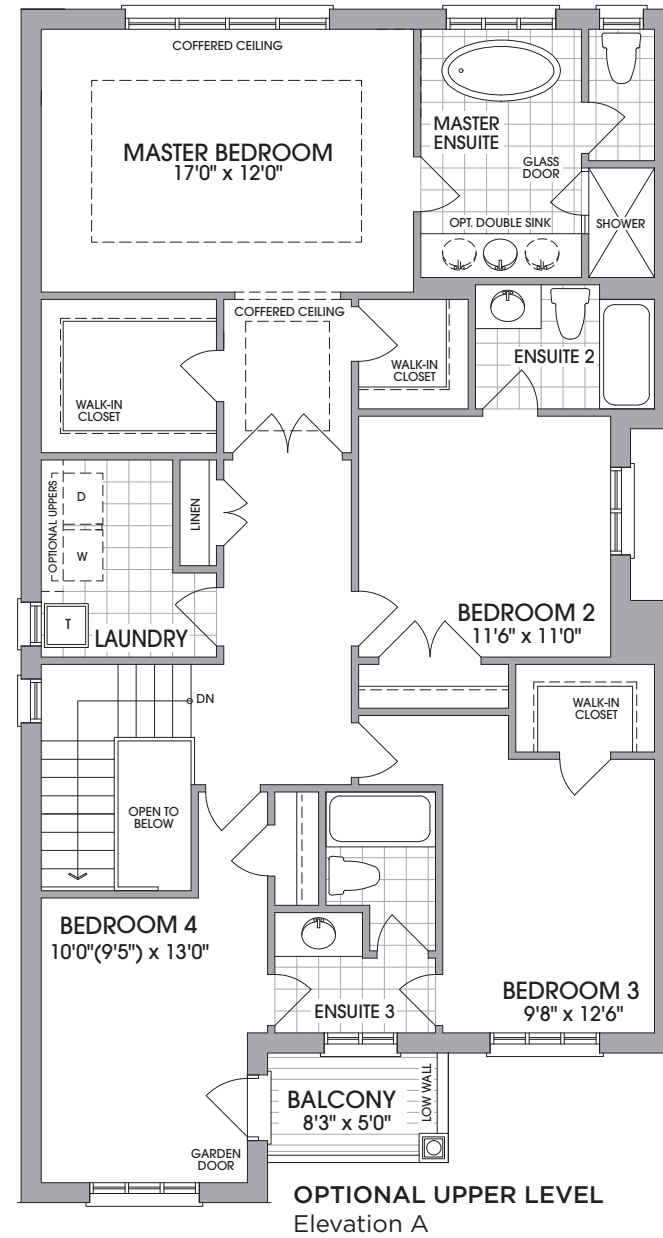 COFFERED CEILING
MASTER BEDROOM
17'0" x 12'0"
MASTER
ENSUITE
GLASS
DOOR
OPT. DOUBLE SINK
SHOWER
COFFERED CEILING
WALK-IN
CLOSET
WALK-IN
CLOSET
ENSUITE 2
OPTIONAL UPPERS
D
W
T
LINEN
LAUNDRY
BEDROOM 2
11'6" x 11'0"
DN
WALK-IN
CLOSET
OPEN TO
BELOW
BEDROOM 4
10'0"(9'5") x 13'0"
ENSUITE 3
BEDROOM 3
9'8" x 12'6"
BALCONY
8'3" x 5'0"
LOW WALL
GARDEN
DOOR
OPTIONAL UPPER LEVEL
Elevation A